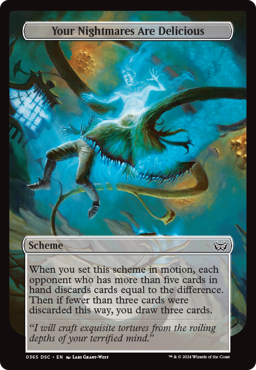 Your Nightmares Are Delicious
Scheme
When you set this scheme in motion, each
opponent who has more than five cards in
hand discards cards equal to the difference.
Then if fewer than three cards were
discarded this way, you draw three cards.
“I will craft exquisite tortures from the roiling
depths of your terrified mind.”
0365 DSC • EN Lars Grant-West
™ & © 2024 Wizards of the Coast